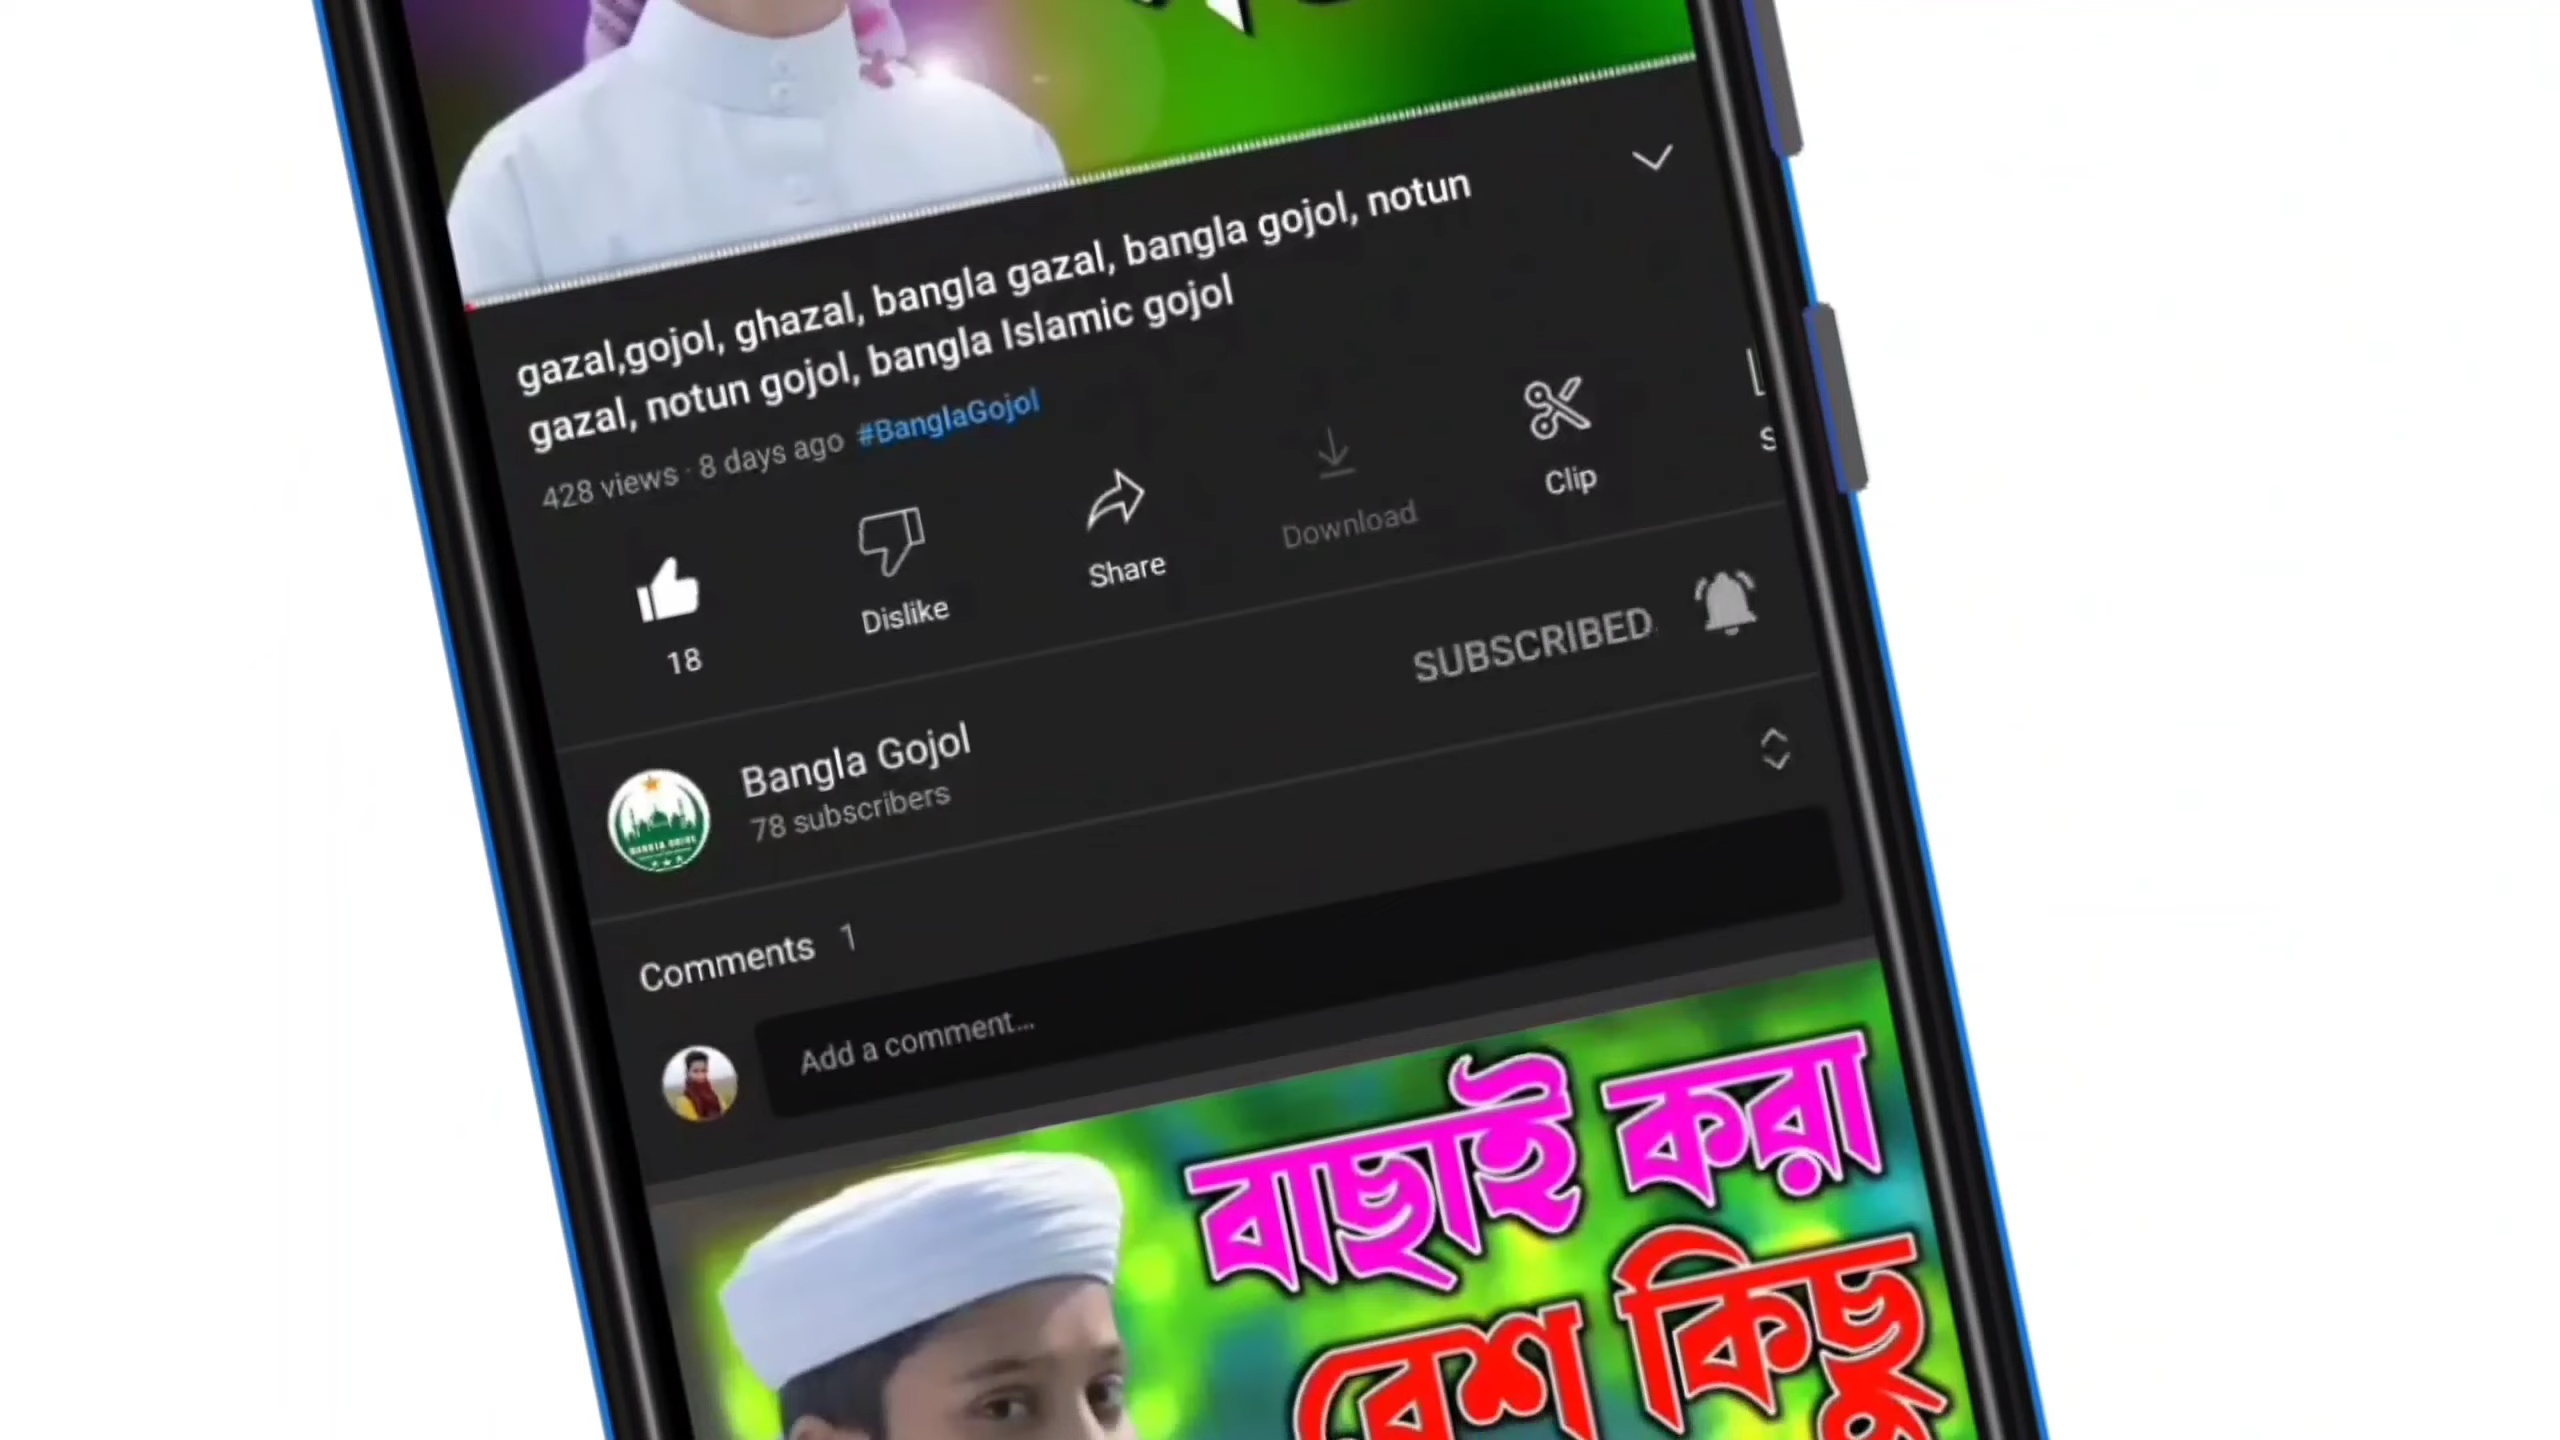 gazal,gojol, ghazal, bangla gazal, bangla gojol, notun
gazal, notun gojol, bangla Islamic gojol
428 views · 8 days ago #BanglaGojol
18
Dislike
Share
Download
Clip
S
Bangla Gojol
78 subscribers
SUBSCRIBED
Comments 1
Add a comment...
বাছাই করা
বেশ কিছু